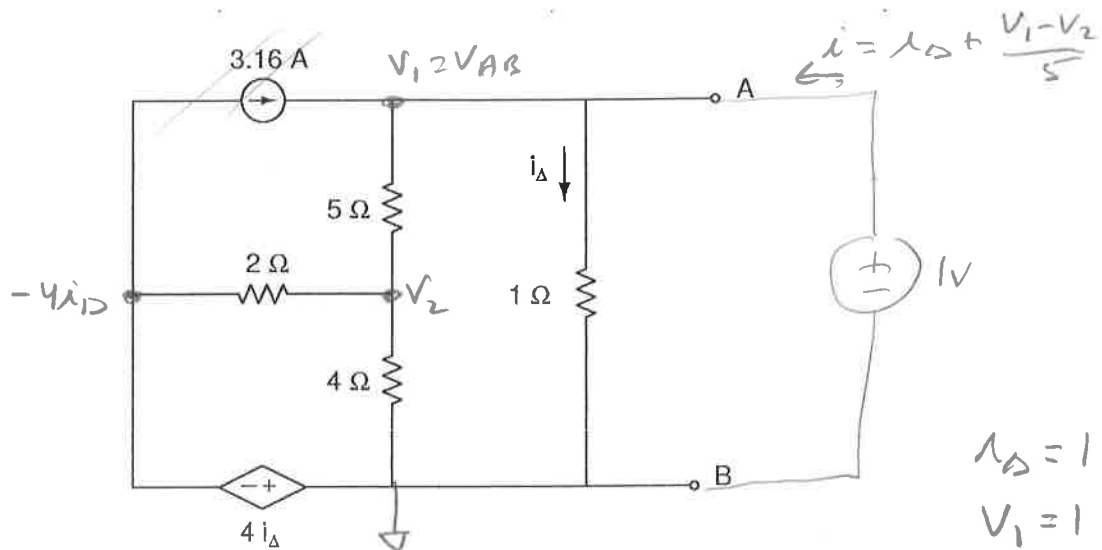 3.16 A
V₁ = V_AB
i = i_Δ + (V₁ - V₂)/5
A
i_Δ
5 Ω
2 Ω
-4i_Δ
V₂
1 Ω
+
-
1V
4 Ω
i_Δ = 1
B
- +
V₁ = 1
4 i_Δ